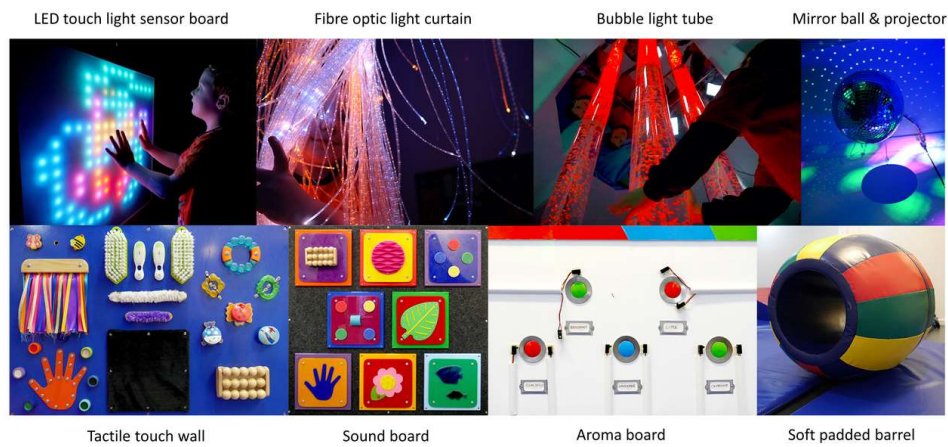 LED touch light sensor board
Fibre optic light curtain
Bubble light tube
Mirror ball & projector
Tactile touch wall
Sound board
Aroma board
Soft padded barrel